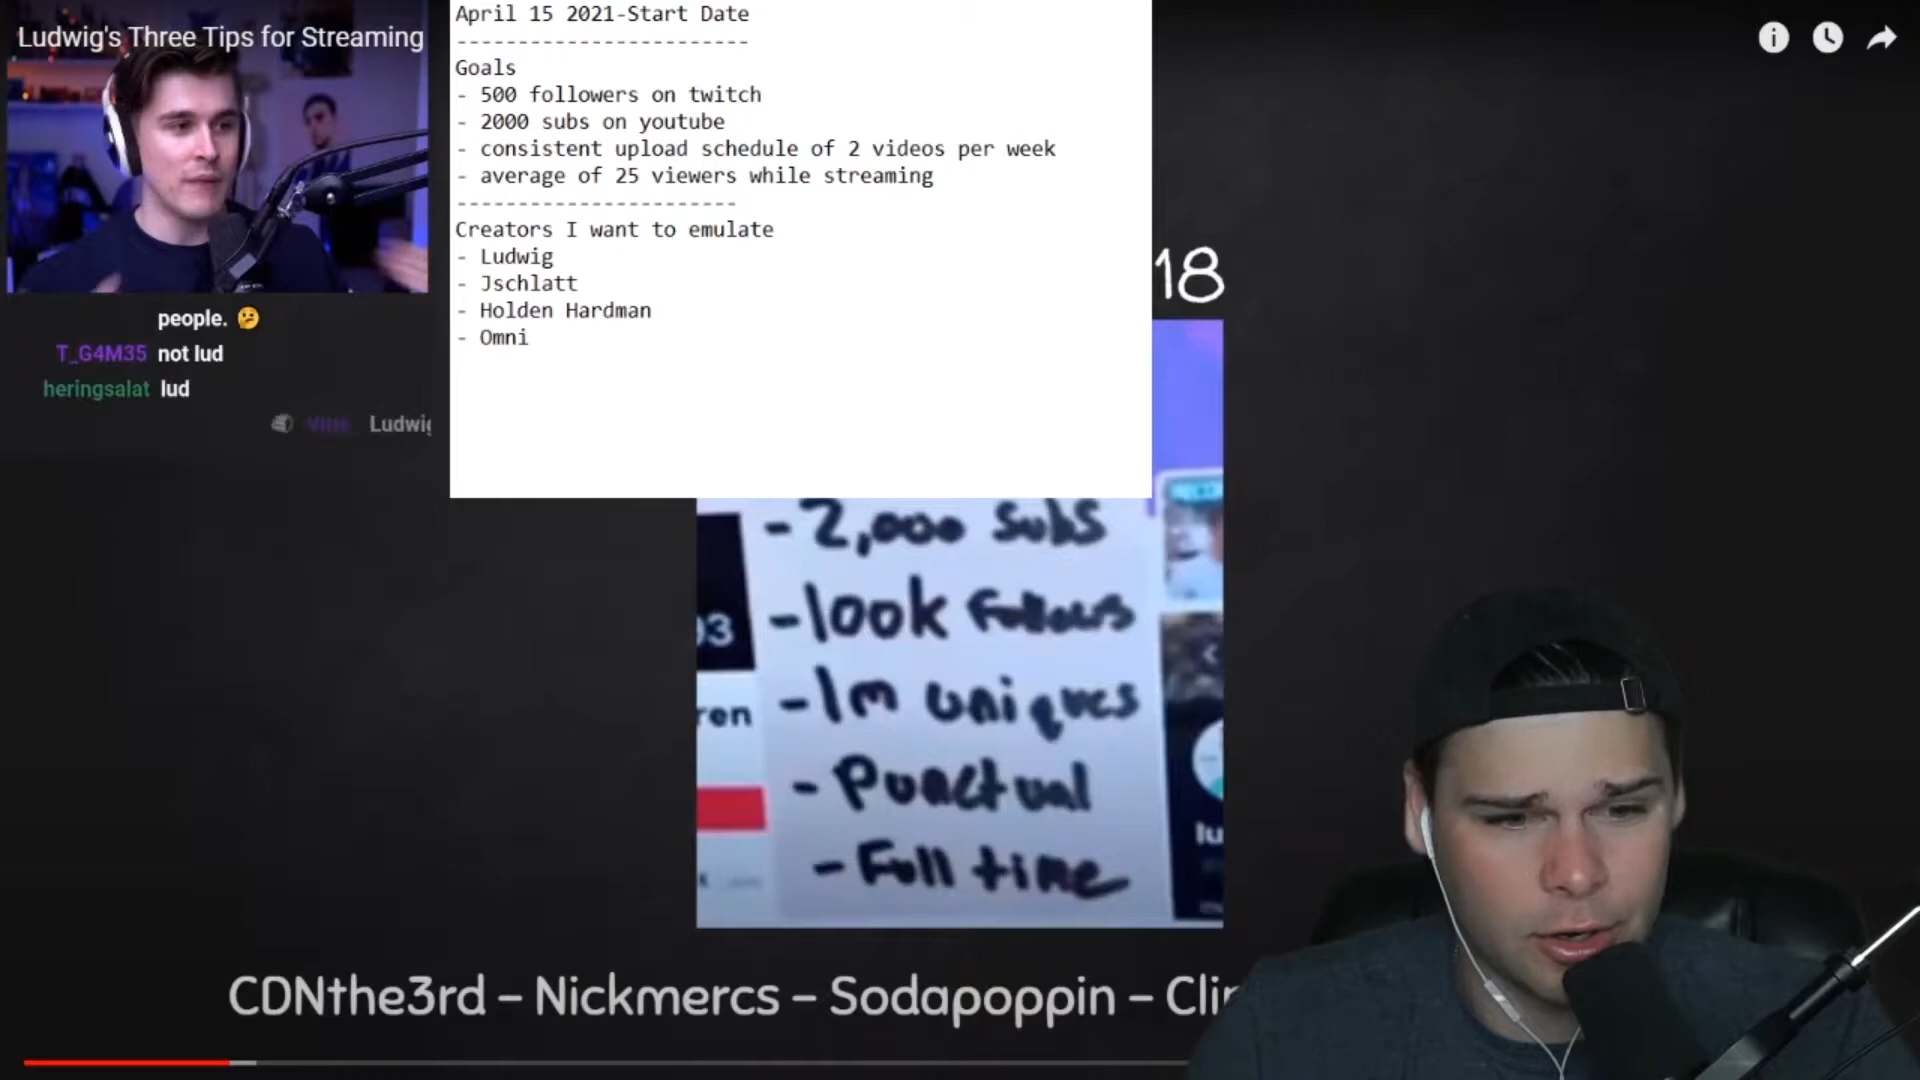 Ludwig's Three Tips for Streaming
people. 🤔
T_G4M35 not lud
heringsalat lud
April 15 2021-Start Date
------------------------
Goals
- 500 followers on twitch
- 2000 subs on youtube
- consistent upload schedule of 2 videos per week
- average of 25 viewers while streaming
-----------------------
Creators I want to emulate
- Ludwig
- Jschlatt
- Holden Hardman
- Omni
18
- 2,000 subs
- 100k follows
- 1m uniques
- Punctual
- Full time
CDNthe3rd – Nickmercs – Sodapoppin –